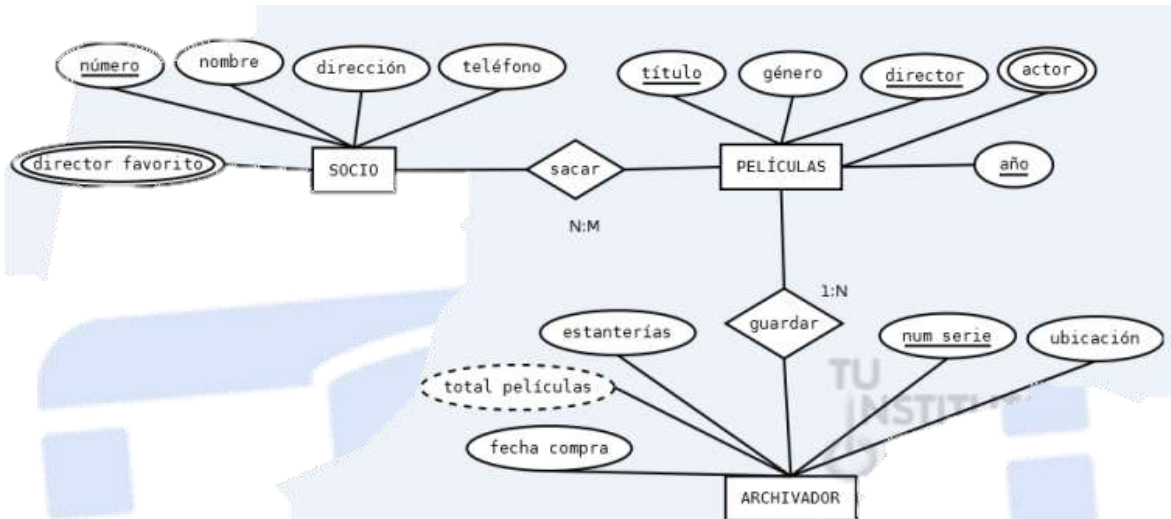 número
nombre
dirección
teléfono
título
género
director
actor
director favorito
SOCIO
sacar
PELÍCULAS
año
N:M
1:N
guardar
estanterías
num serie
ubicación
total películas
fecha compra
ARCHIVADOR
TU